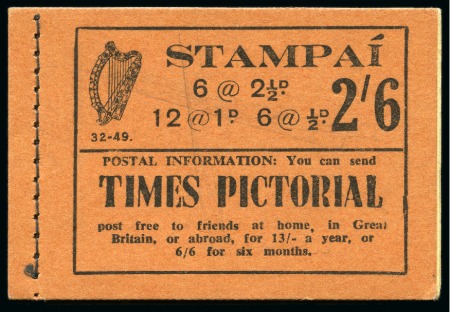 STAMPAÍ
6 @ 2½D.
12 @ 1D. 6 @ ½D.
2/6
32-49.
POSTAL INFORMATION: You can send
TIMES PICTORIAL
post free to friends at home, in Great
Britain, or abroad, for 13/- a year, or
6/6 for six months.